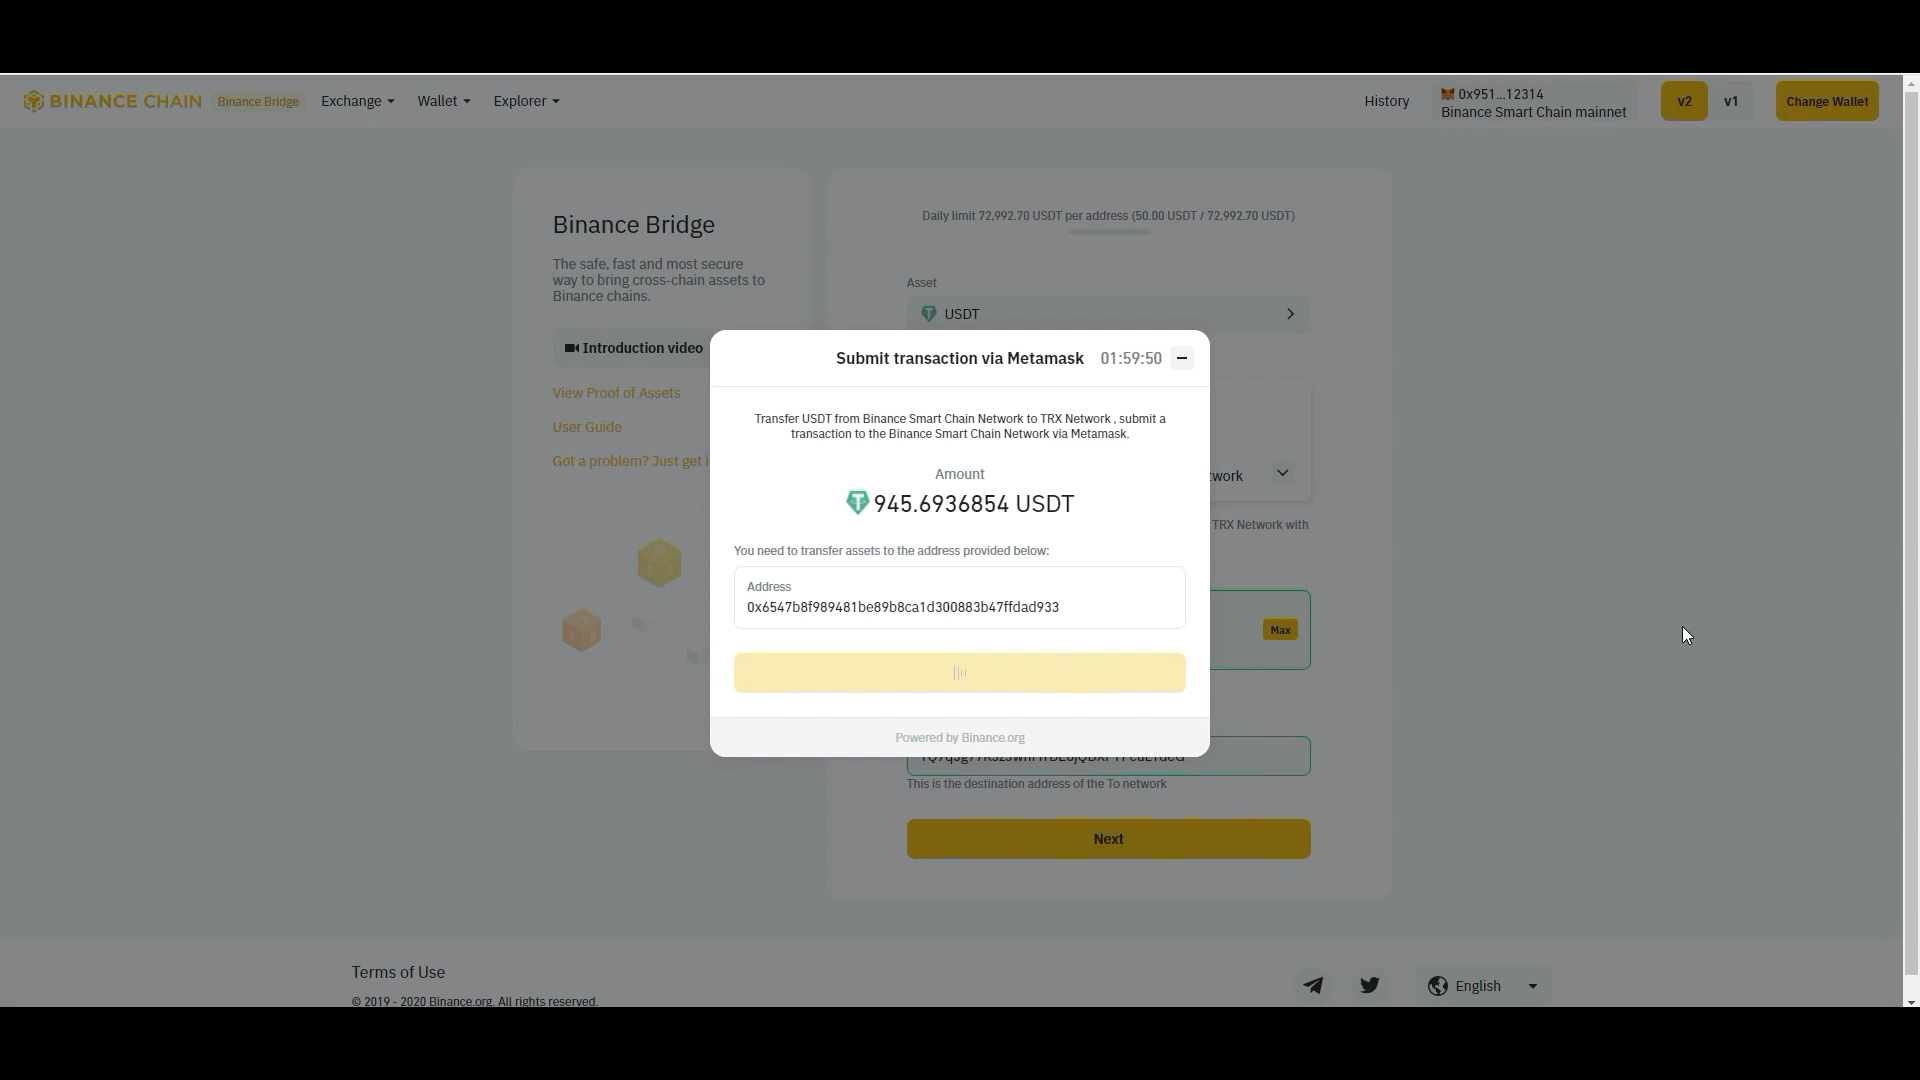 BINANCE CHAIN
Binance Bridge
Exchange
Wallet
Explorer
History
0x951...12314
Binance Smart Chain mainnet
v2
v1
Change Wallet
Binance Bridge
The safe, fast and most secure
way to bring cross-chain assets to
Binance chains.
Introduction video
View Proof of Assets
User Guide
Got a problem? Just get
Daily limit 72,992.70 USDT per address (50.00 USDT / 72,992.70 USDT)
Asset
USDT
Submit transaction via Metamask 01:59:50
Transfer USDT from Binance Smart Chain Network to TRX Network , submit a
transaction to the Binance Smart Chain Network via Metamask.
Amount
945.6936854 USDT
You need to transfer assets to the address provided below:
Address
0x6547b8f989481be89b8ca1d300883b47ffdad933
Powered by Binance.org
TRX Network with
Max
This is the destination address of the To network
Next
Terms of Use
© 2019 - 2020 Binance.org. All rights reserved.
English